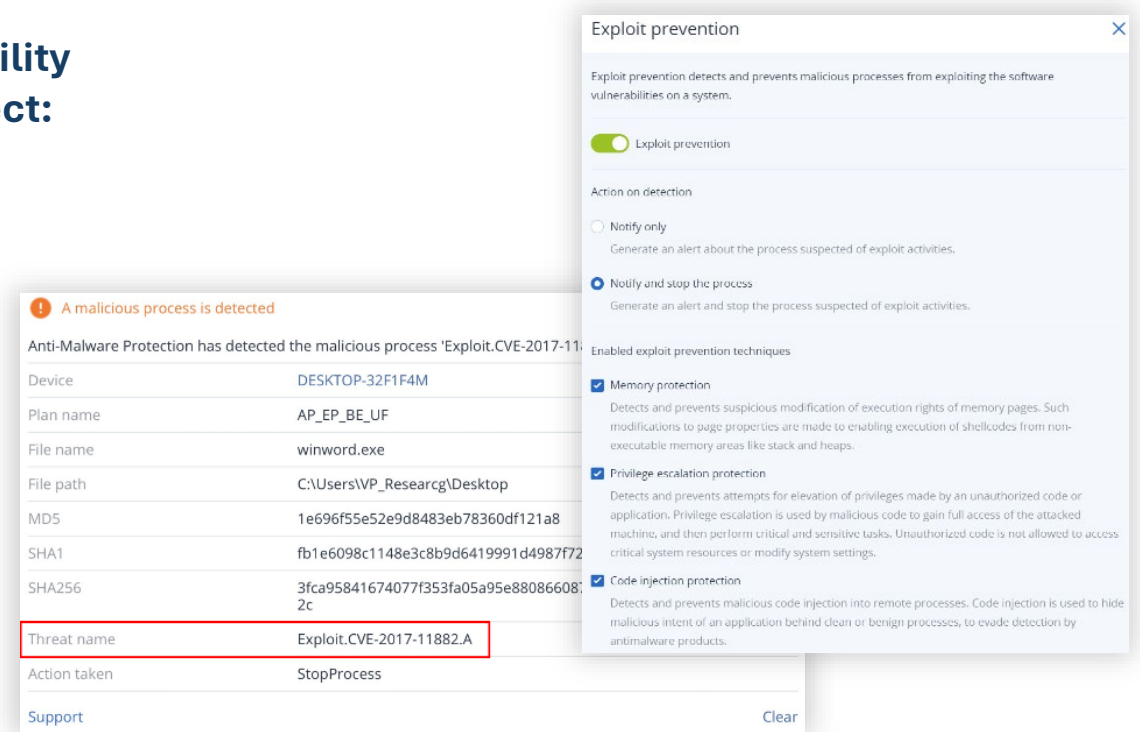 ility
ct:
Exploit prevention
Exploit prevention detects and prevents malicious processes from exploiting the software
vulnerabilities on a system.
Exploit prevention
Action on detection
Notify only
Generate an alert about the process suspected of exploit activities.
Notify and stop the process
Generate an alert and stop the process suspected of exploit activities.
Enabled exploit prevention techniques
Memory protection
Detects and prevents suspicious modification of execution rights of memory pages. Such
modifications to page properties are made to enabling execution of shellcodes from non-
executable memory areas like stack and heaps.
Privilege escalation protection
Detects and prevents attempts for elevation of privileges made by an unauthorized code or
application. Privilege escalation is used by malicious code to gain full access of the attacked
machine, and then perform critical and sensitive tasks. Unauthorized code is not allowed to access
critical system resources or modify system settings.
Code injection protection
Detects and prevents malicious code injection into remote processes. Code injection is used to hide
malicious intent of an application behind clean or benign processes, to evade detection by
antimalware products.
A malicious process is detected
Anti-Malware Protection has detected the malicious process 'Exploit.CVE-2017-11
Device DESKTOP-32F1F4M
Plan name AP_EP_BE_UF
File name winword.exe
File path C:\Users\VP_Researcg\Desktop
MD5 1e696f55e52e9d8483eb78360df121a8
SHA1 fb1e6098c1148e3c8b9d6419991d4987f72
SHA256 3fca95841674077f353fa05a95e880866087
2c
Threat name Exploit.CVE-2017-11882.A
Action taken StopProcess
Support Clear